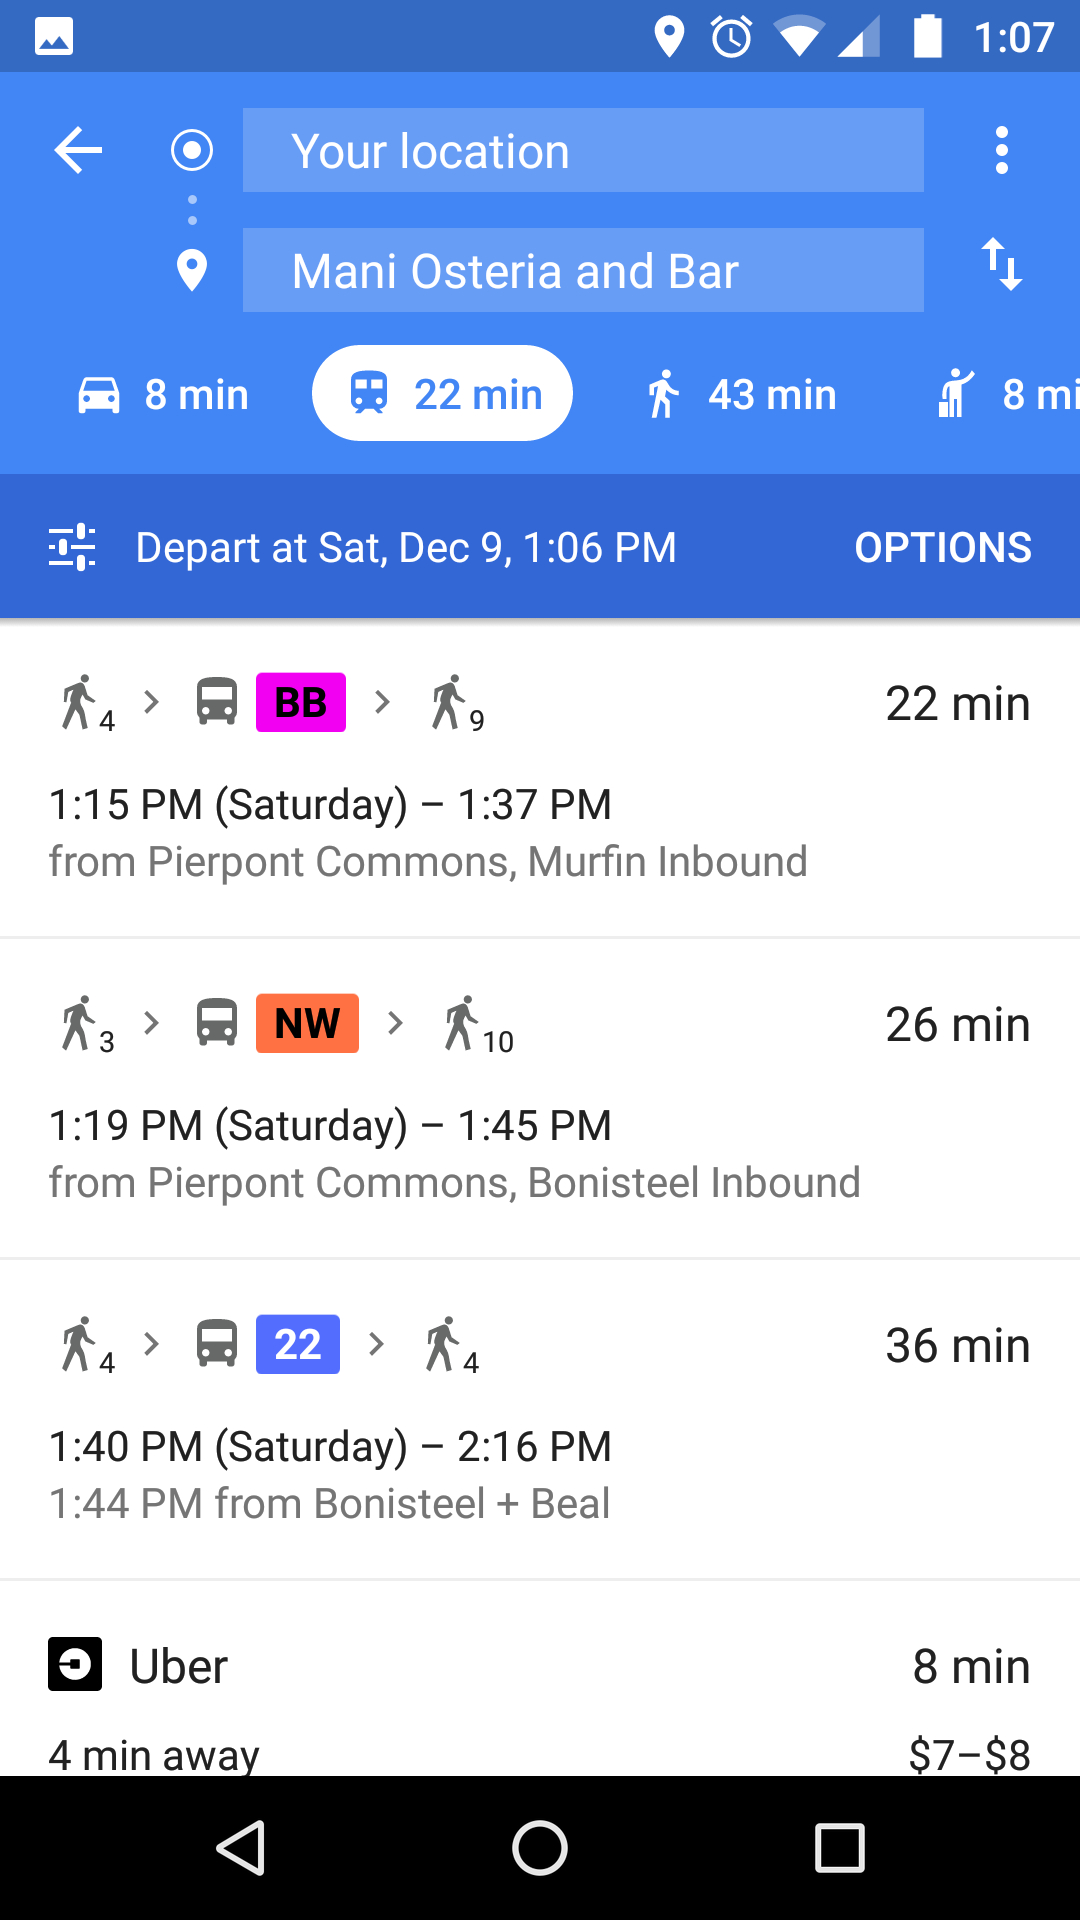 1:07
Your location
Mani Osteria and Bar
8 min 22 min 43 min 8 mi
Depart at Sat, Dec 9, 1:06 PM OPTIONS
4 BB 9 22 min
1:15 PM (Saturday) – 1:37 PM
from Pierpont Commons, Murfin Inbound
3 NW 10 26 min
1:19 PM (Saturday) – 1:45 PM
from Pierpont Commons, Bonisteel Inbound
4 22 4 36 min
1:40 PM (Saturday) – 2:16 PM
1:44 PM from Bonisteel + Beal
Uber 8 min
4 min away $7–$8